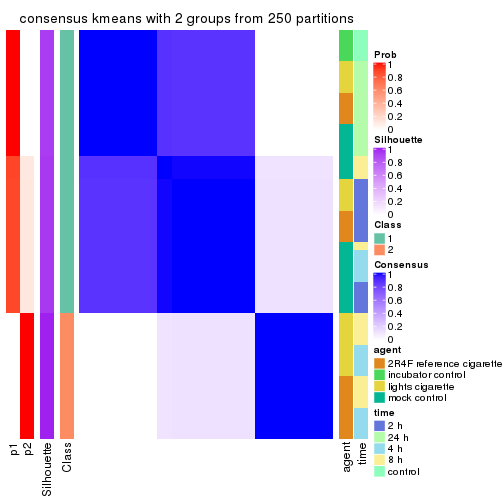 consensus kmeans with 2 groups from 250 partitions
Prob
1
0.8
0.6
0.4
0.2
0
Silhouette
1
0.8
0.6
0.4
0.2
0
Class
1
2
Consensus
1
0.8
0.6
0.4
0.2
0
agent
2R4F reference cigarette
incubator control
lights cigarette
mock control
time
2 h
24 h
4 h
8 h
control
p1
p2
Silhouette
Class
agent
time